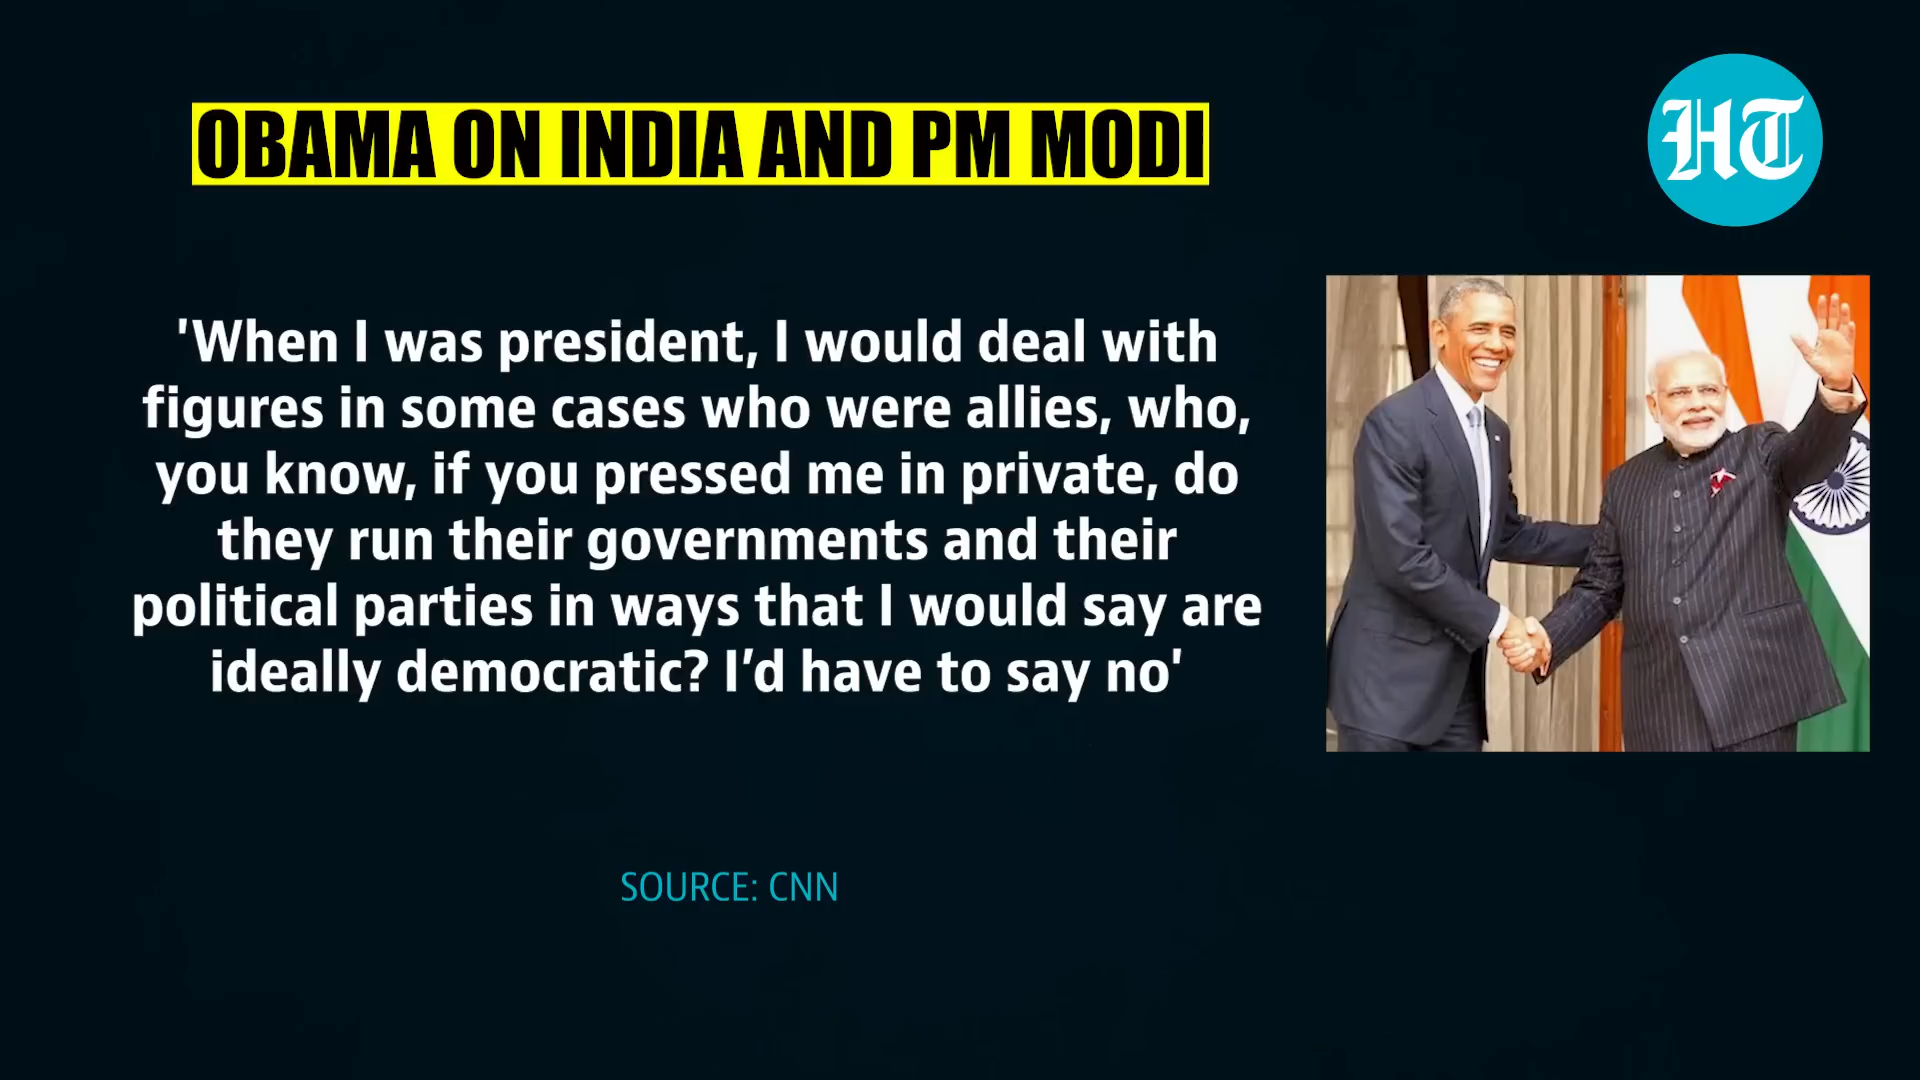 OBAMA ON INDIA AND PM MODI
HT
'When I was president, I would deal with
figures in some cases who were allies, who,
you know, if you pressed me in private, do
they run their governments and their
political parties in ways that I would say are
ideally democratic? I'd have to say no'
SOURCE: CNN